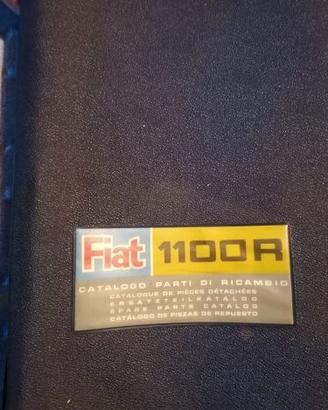 Fiat 1100R
CATALOGO PARTI DI RICAMBIO
CATALOGUE DE PIÈCES DÉTACHÉES
ERSATZTEILKATALOG
SPARE PARTS CATALOG
CATÁLOGO DE PIEZAS DE REPUESTO